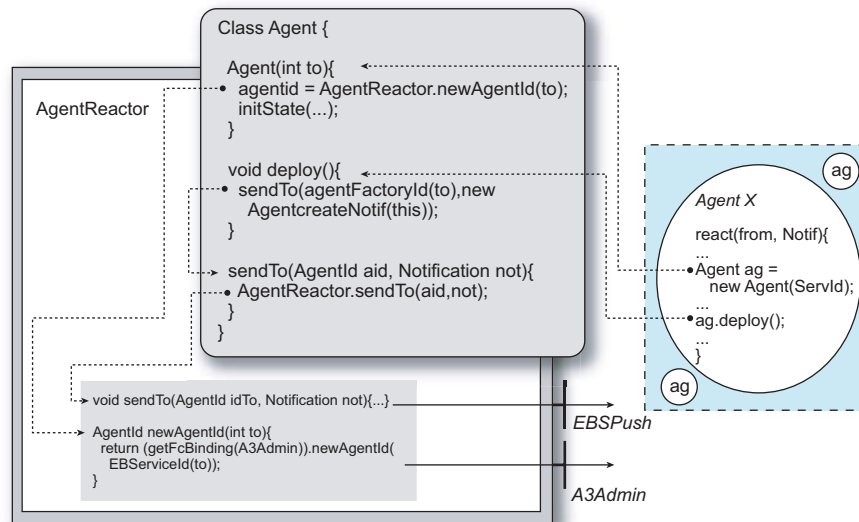 Class Agent {
Agent(int to){
agentid = AgentReactor.newAgentId(to);
initState(...);
}
void deploy(){
sendTo(agentFactoryId(to),new
AgentcreateNotif(this));
}
sendTo(AgentId aid, Notification not){
AgentReactor.sendTo(aid,not);
}
}
AgentReactor
void sendTo(AgentId idTo, Notification not){...}
AgentId newAgentId(int to){
return (getFcBinding(A3Admin)).newAgentId(
EBServiceId(to));
}
EBSPush
A3Admin
ag
Agent X
react(from, Notif){
...
Agent ag =
new Agent(ServId);
...
ag.deploy();
...
}
ag